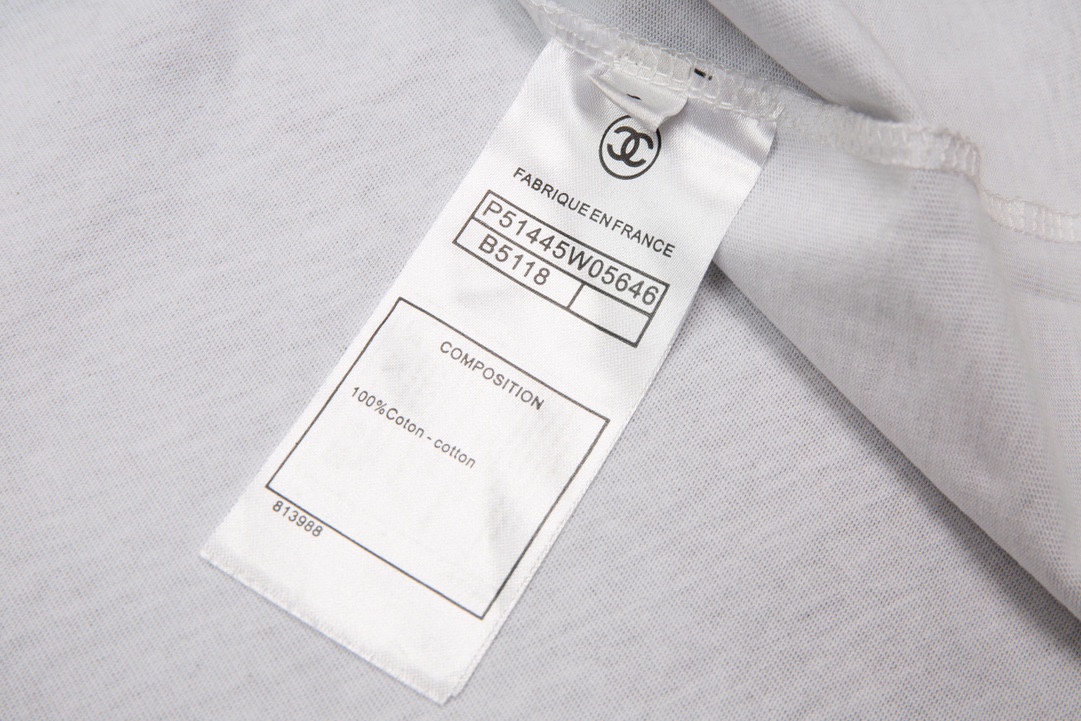 FABRIQUE EN FRANCE
P51445W05646
B5118
COMPOSITION
100%Coton - cotton
813988